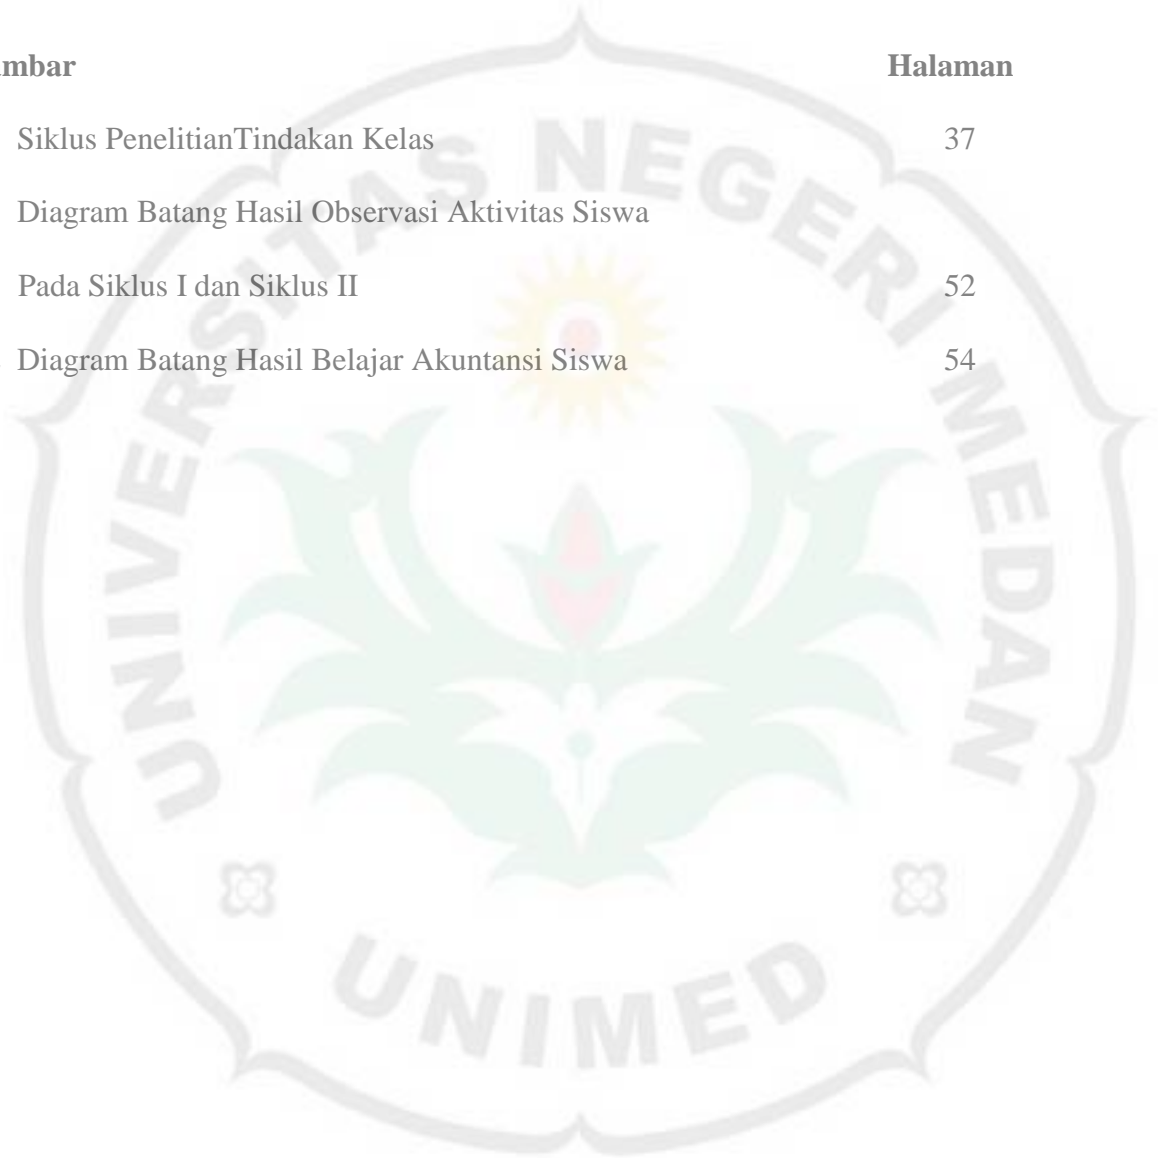 mbar Halaman
Siklus PenelitianTindakan Kelas 37
Diagram Batang Hasil Observasi Aktivitas Siswa
Pada Siklus I dan Siklus II 52
Diagram Batang Hasil Belajar Akuntansi Siswa 54
UNIVERSITAS NEGERI MEDAN
UNIMED